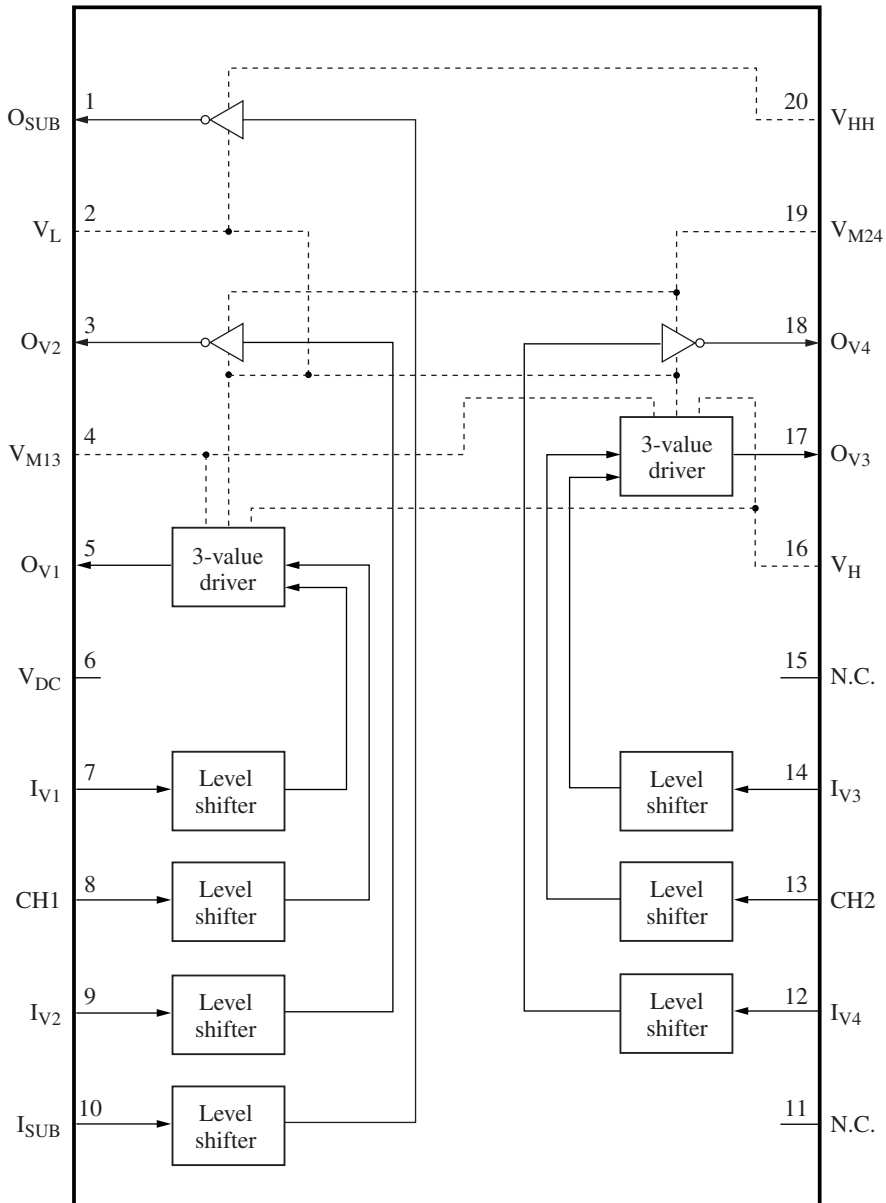 1 20
O_SUB V_HH
2 19
V_L V_M24
3 18
O_V2 O_V4
4 17
V_M13 3-value driver O_V3
5 16
O_V1 3-value driver V_H
6 15
V_DC N.C.
7 14
I_V1 Level shifter Level shifter I_V3
8 13
CH1 Level shifter Level shifter CH2
9 12
I_V2 Level shifter Level shifter I_V4
10 11
I_SUB Level shifter N.C.